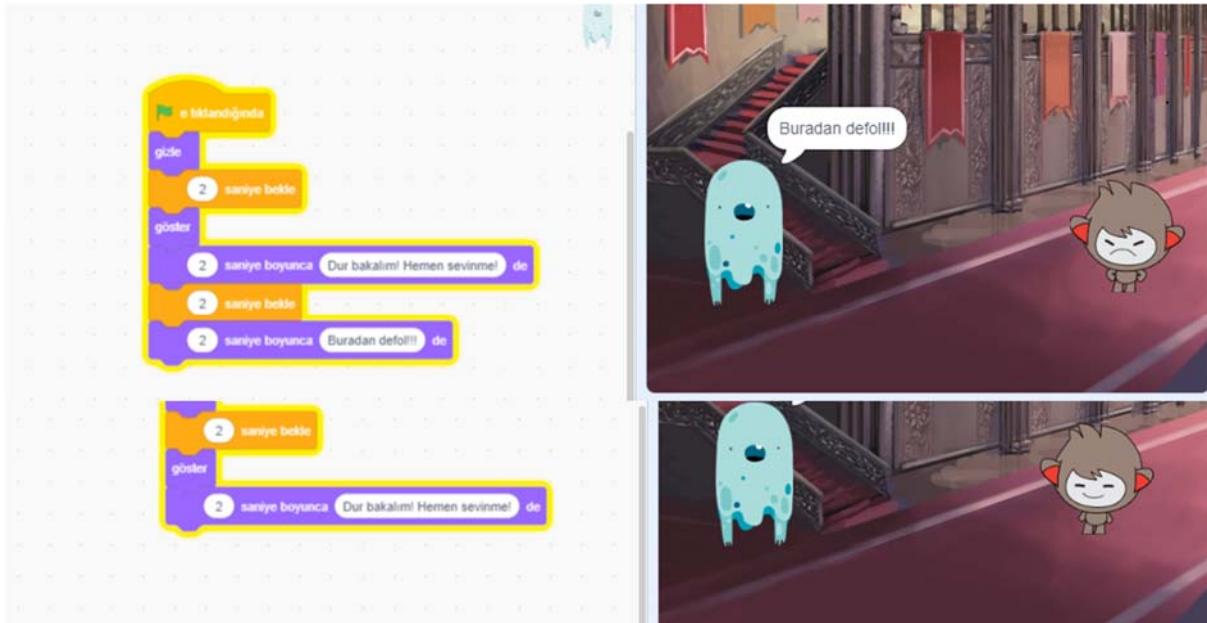 e tıklandığında
gizle
2 saniye bekle
göster
2 saniye boyunca Dur bakalım! Hemen sevinme! de
2 saniye bekle
2 saniye boyunca Buradan defol!!! de
Buradan defol!!!
2 saniye bekle
göster
2 saniye boyunca Dur bakalım! Hemen sevinme! de